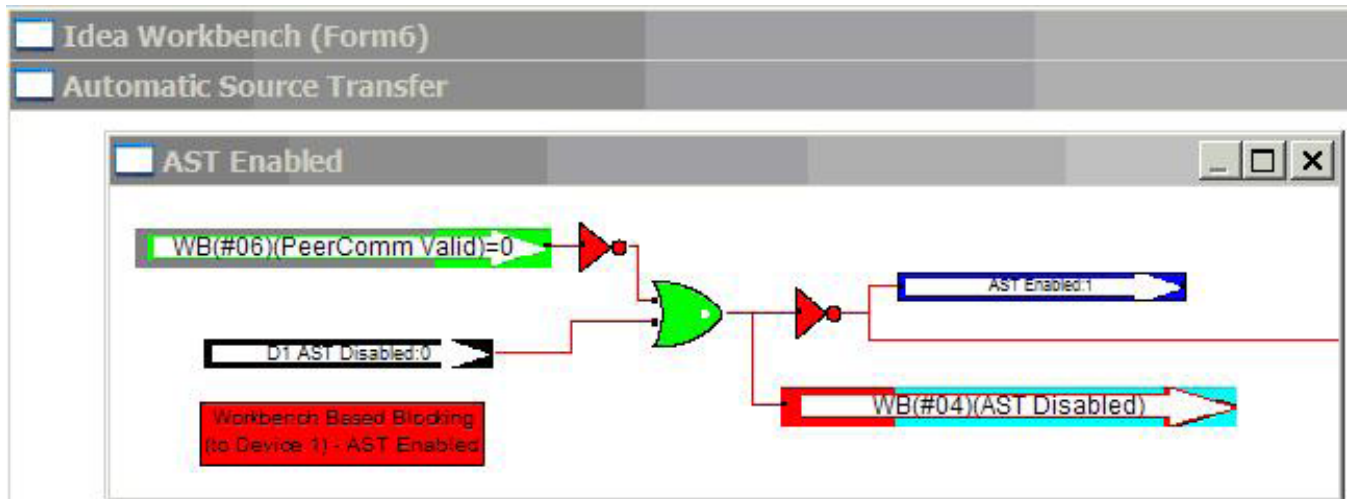 Idea Workbench (Form6)
Automatic Source Transfer
AST Enabled
WB(#06)(PeerComm Valid)=0
AST Enabled:1
D1 AST Disabled:0
WB(#04)(AST Disabled)
Workbench Based Blocking
(to Device 1) - AST Enabled